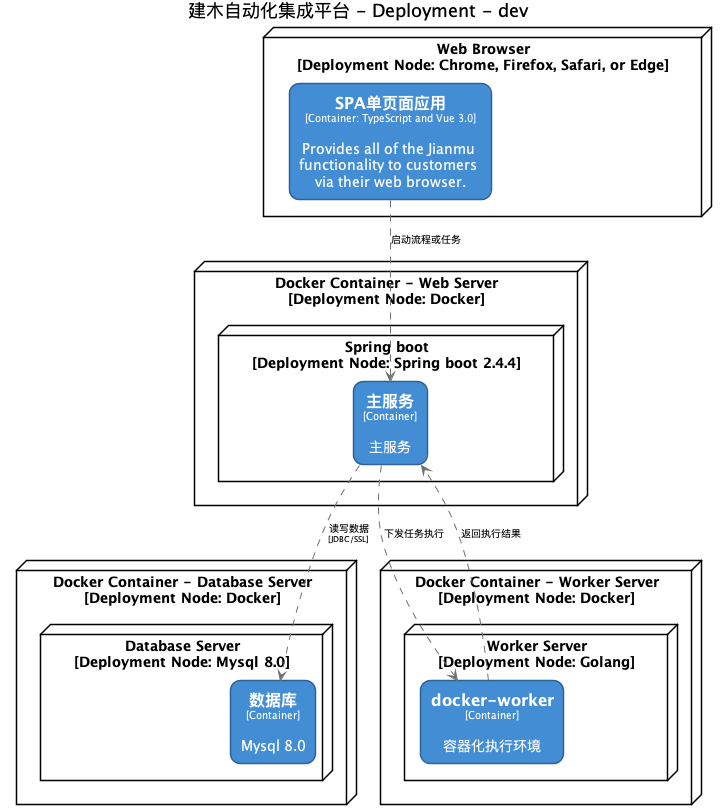 建木自动化集成平台 - Deployment - dev
Web Browser
[Deployment Node: Chrome, Firefox, Safari, or Edge]
SPA单页面应用
[Container: TypeScript and Vue 3.0]
Provides all of the Jianmu
functionality to customers
via their web browser.
启动流程或任务
Docker Container - Web Server
[Deployment Node: Docker]
Spring boot
[Deployment Node: Spring boot 2.4.4]
主服务
[Container]
主服务
读写数据
[JDBC/SSL]
下发任务执行
返回执行结果
Docker Container - Database Server
[Deployment Node: Docker]
Database Server
[Deployment Node: Mysql 8.0]
数据库
[Container]
Mysql 8.0
Docker Container - Worker Server
[Deployment Node: Docker]
Worker Server
[Deployment Node: Golang]
docker-worker
[Container]
容器化执行环境